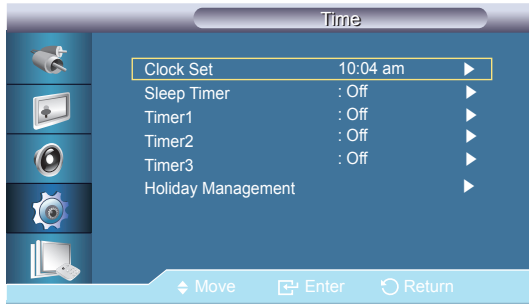 Time
Clock Set 10:04 am
Sleep Timer : Off
Timer1 : Off
Timer2 : Off
Timer3 : Off
Holiday Management
Move Enter Return